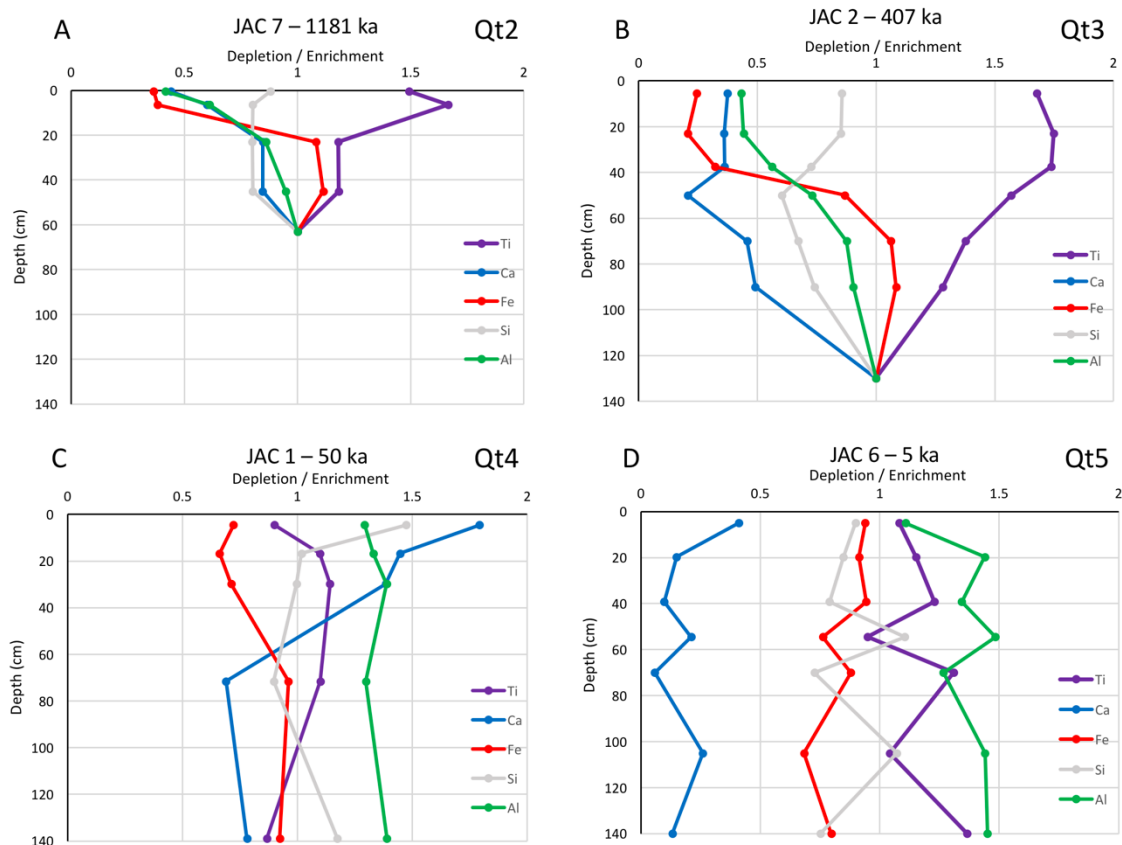 A
JAC 7 – 1181 ka
Qt2
Depletion / Enrichment
0 0.5 1 1.5 2
Depth (cm)
0
20
40
60
80
100
120
140
Ti
Ca
Fe
Si
Al
B
JAC 2 – 407 ka
Qt3
Depletion / Enrichment
0 0.5 1 1.5 2
Depth (cm)
0
20
40
60
80
100
120
140
Ti
Ca
Fe
Si
Al
C
JAC 1 – 50 ka
Qt4
Depletion / Enrichment
0 0.5 1 1.5 2
Depth (cm)
0
20
40
60
80
100
120
140
Ti
Ca
Fe
Si
Al
D
JAC 6 – 5 ka
Qt5
Depletion / Enrichment
0 0.5 1 1.5 2
Depth (cm)
0
20
40
60
80
100
120
140
Ti
Ca
Fe
Si
Al